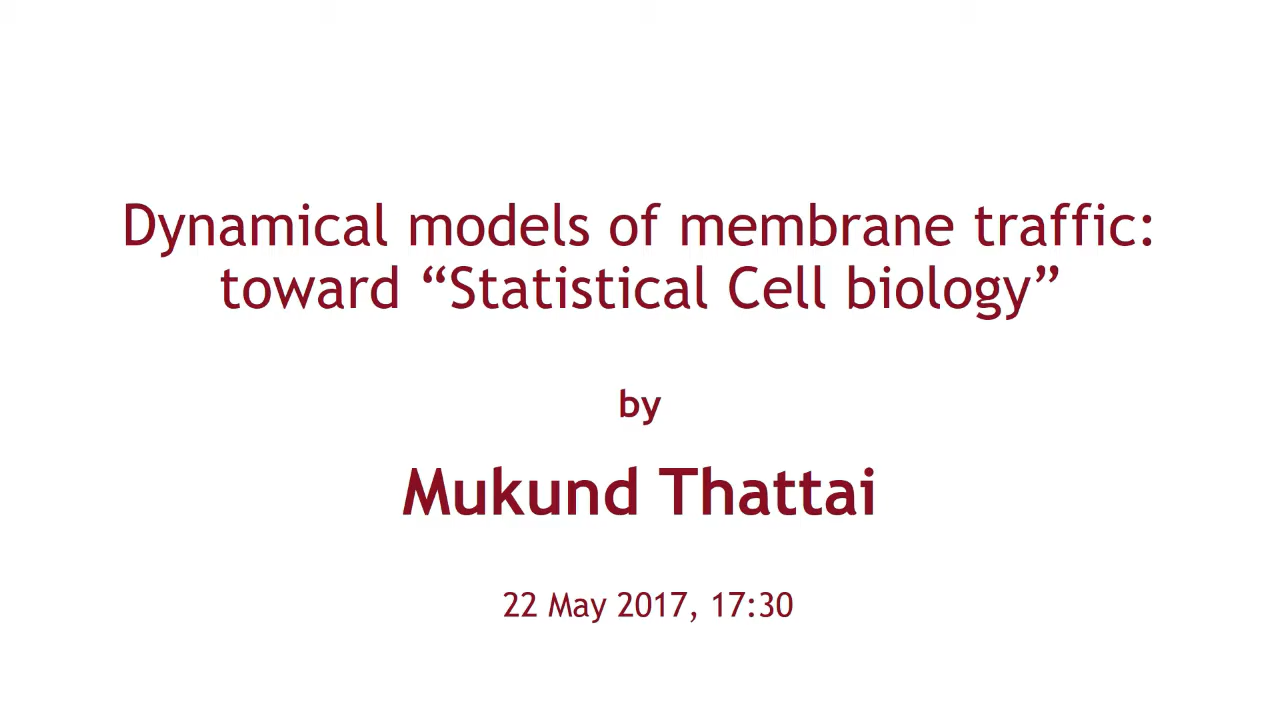 Dynamical models of membrane traffic:
toward “Statistical Cell biology”
by
Mukund Thattai
22 May 2017, 17:30